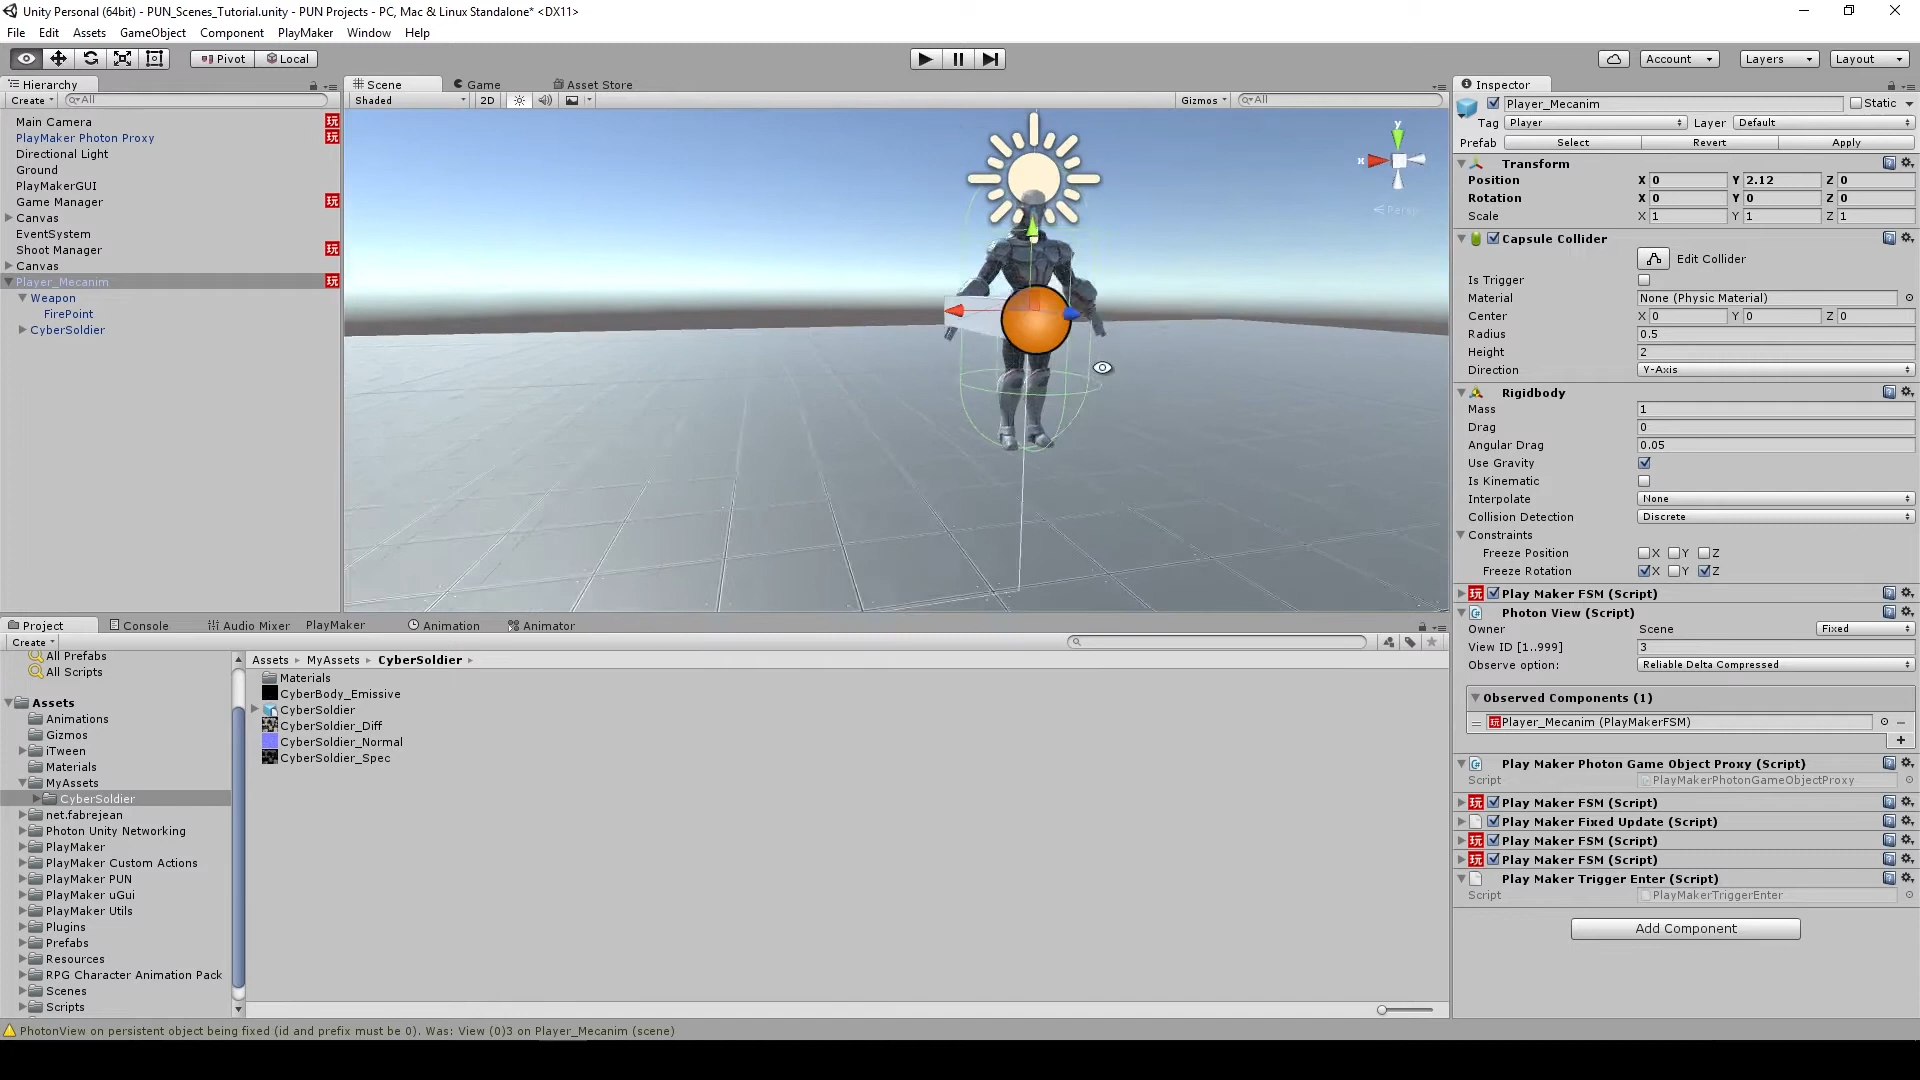 Unity Personal (64bit) - PUN_Scenes_Tutorial.unity - PUN Projects - PC, Mac & Linux Standalone* <DX11>
File Edit Assets GameObject Component PlayMaker Window Help
Pivot Local Account Layers Layout
Hierarchy
Create All
Main Camera
PlayMaker Photon Proxy
Directional Light
Ground
PlayMakerGUI
Game Manager
Canvas
EventSystem
Shoot Manager
Canvas
Player_Mecanim
Weapon
FirePoint
CyberSoldier
Scene Game Asset Store
Shaded 2D Gizmos All
y
x
Persp
Inspector
Player_Mecanim Static
Tag Player Layer Default
Prefab Select Revert Apply
Transform
Position X 0 Y 2.12 Z 0
Rotation X 0 Y 0 Z 0
Scale X 1 Y 1 Z 1
Capsule Collider
Edit Collider
Is Trigger
Material None (Physic Material)
Center X 0 Y 0 Z 0
Radius 0.5
Height 2
Direction Y-Axis
Rigidbody
Mass 1
Drag 0
Angular Drag 0.05
Use Gravity
Is Kinematic
Interpolate None
Collision Detection Discrete
Constraints
Freeze Position X Y Z
Freeze Rotation X Y Z
Play Maker FSM (Script)
Photon View (Script)
Owner Scene Fixed
View ID [1..999] 3
Observe option: Reliable Delta Compressed
Observed Components (1)
Player_Mecanim (PlayMakerFSM)
Play Maker Photon Game Object Proxy (Script)
Script PlayMakerPhotonGameObjectProxy
Play Maker FSM (Script)
Play Maker Fixed Update (Script)
Play Maker FSM (Script)
Play Maker FSM (Script)
Play Maker Trigger Enter (Script)
Script PlayMakerTriggerEnter
Add Component
Project Console Audio Mixer PlayMaker Animation Animator
Create
All Prefabs
All Scripts
Assets
Animations
Gizmos
iTween
Materials
MyAssets
CyberSoldier
net.fabrejean
Photon Unity Networking
PlayMaker
PlayMaker Custom Actions
PlayMaker PUN
PlayMaker uGui
PlayMaker Utils
Plugins
Prefabs
Resources
RPG Character Animation Pack
Scenes
Scripts
Assets MyAssets CyberSoldier
Materials
CyberBody_Emissive
CyberSoldier
CyberSoldier_Diff
CyberSoldier_Normal
CyberSoldier_Spec
PhotonView on persistent object being fixed (id and prefix must be 0). Was: View (0)3 on Player_Mecanim (scene)